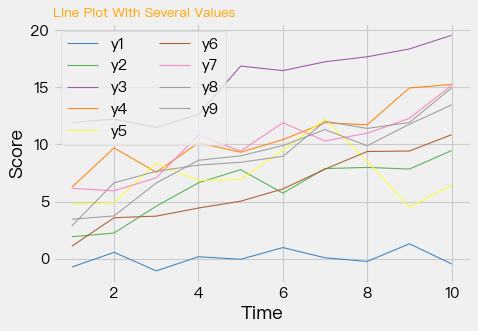 Line Plot With Several Values
20
15
10
5
0
Score
y1 y6
y2 y7
y3 y8
y4 y9
y5
2 4 6 8 10
Time